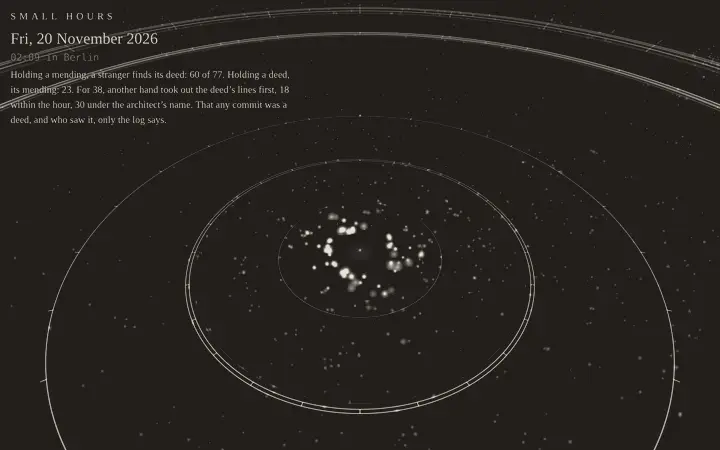 SMALL HOURS
Fri, 20 November 2026
02:09 in Berlin
Holding a mending, a stranger finds its deed: 60 of 77. Holding a deed,
its mending: 23. For 38, another hand took out the deed’s lines first, 18
within the hour, 30 under the architect’s name. That any commit was a
deed, and who saw it, only the log says.